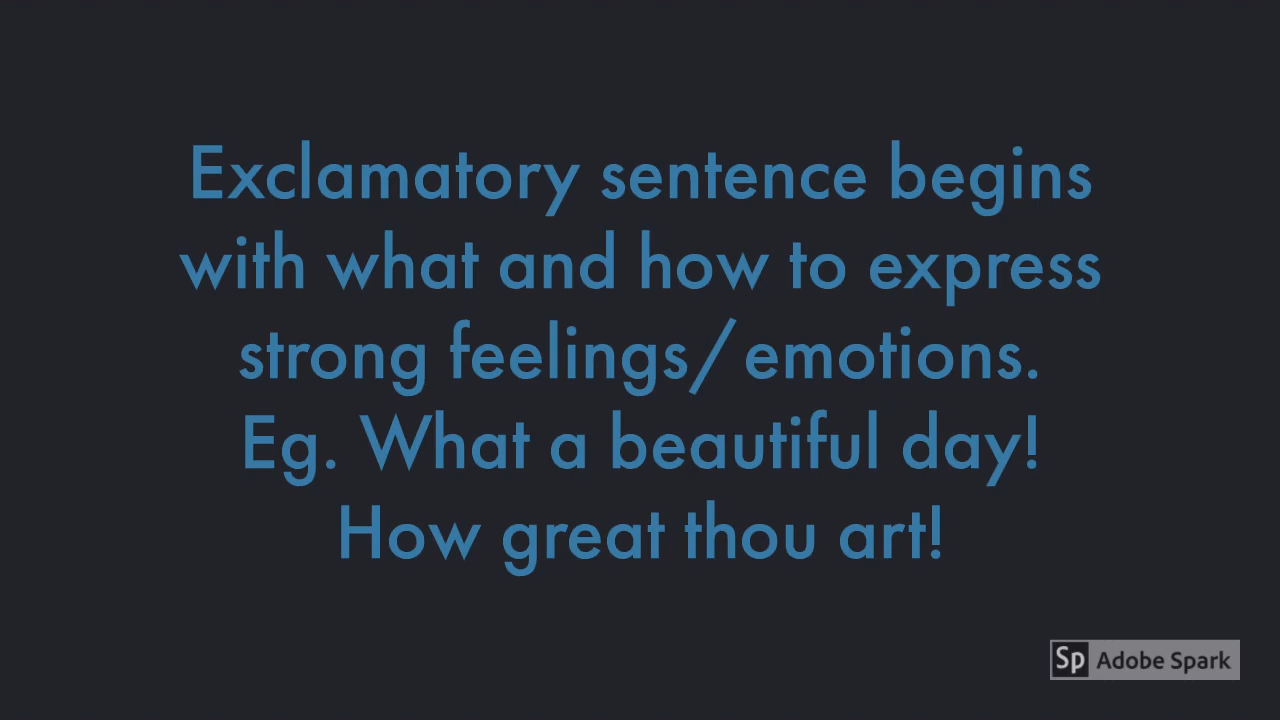 Exclamatory sentence begins
with what and how to express
strong feelings/emotions.
Eg. What a beautiful day!
How great thou art!
Sp Adobe Spark